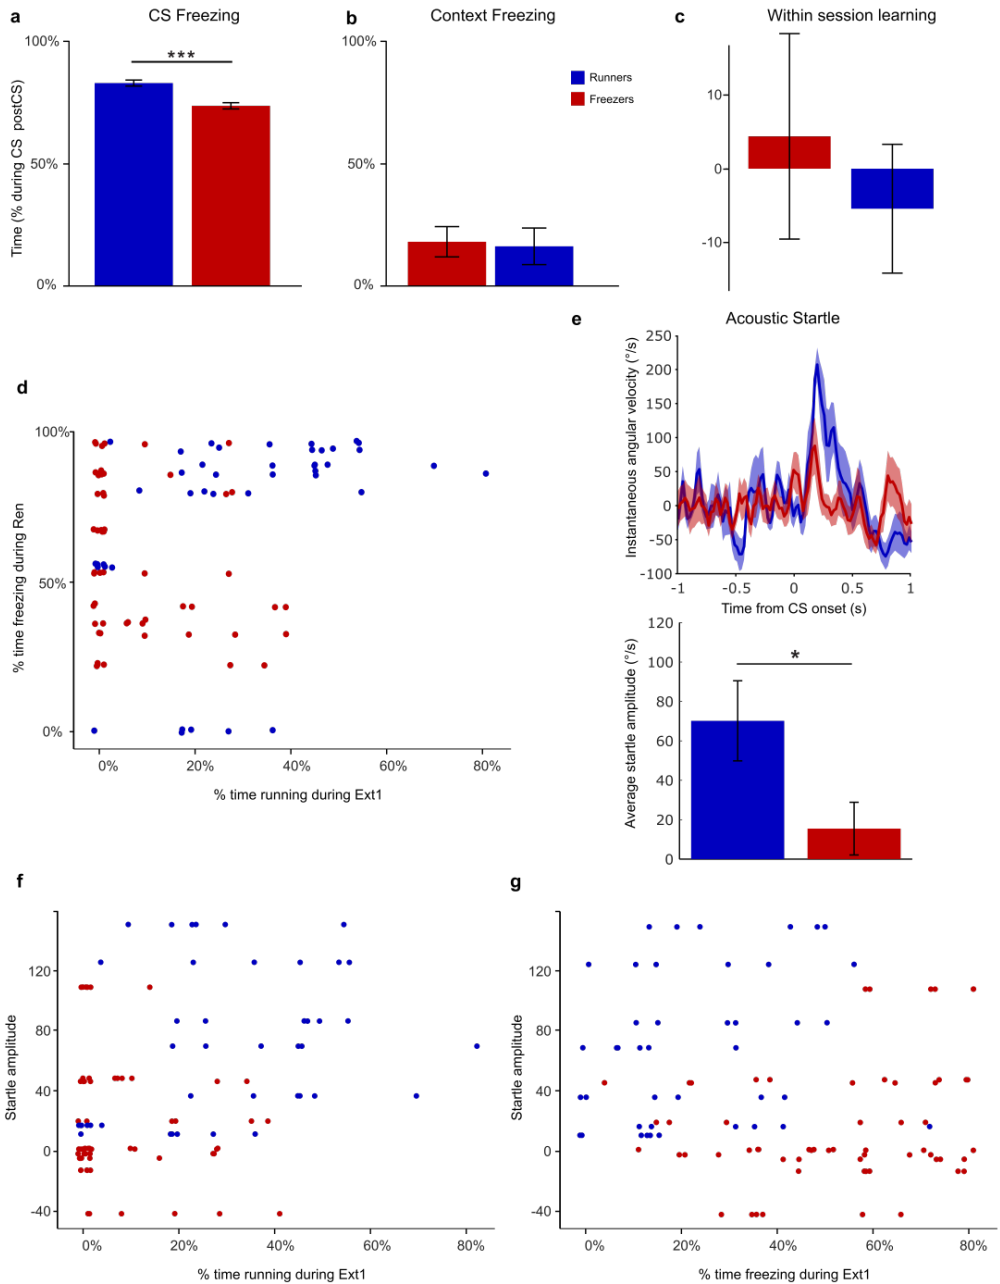 a
CS Freezing
b
Context Freezing
c
Within session learning
100%
50%
0%
Time (% during CS postCS)
***
100%
50%
0%
Runners
Freezers
10
0
-10
d
100%
50%
0%
% time freezing during Ren
0%
20%
40%
60%
80%
% time running during Ext1
e
Acoustic Startle
250
200
150
100
50
0
-50
-100
Instantaneous angular velocity (°/s)
-1
-0.5
0
0.5
1
Time from CS onset (s)
120
100
80
60
40
20
0
Average startle amplitude (°/s)
*
f
120
80
40
0
-40
Startle amplitude
0%
20%
40%
60%
80%
% time running during Ext1
g
120
80
40
0
-40
Startle amplitude
0%
20%
40%
60%
80%
% time freezing during Ext1